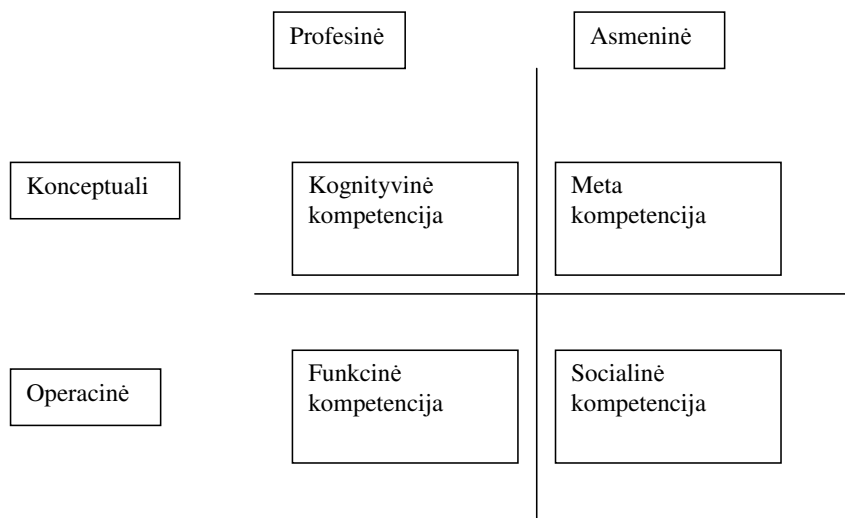 Profesinė
Asmeninė
Konceptuali
Kognityvinė
kompetencija
Meta
kompetencija
Operacinė
Funkcinė
kompetencija
Socialinė
kompetencija